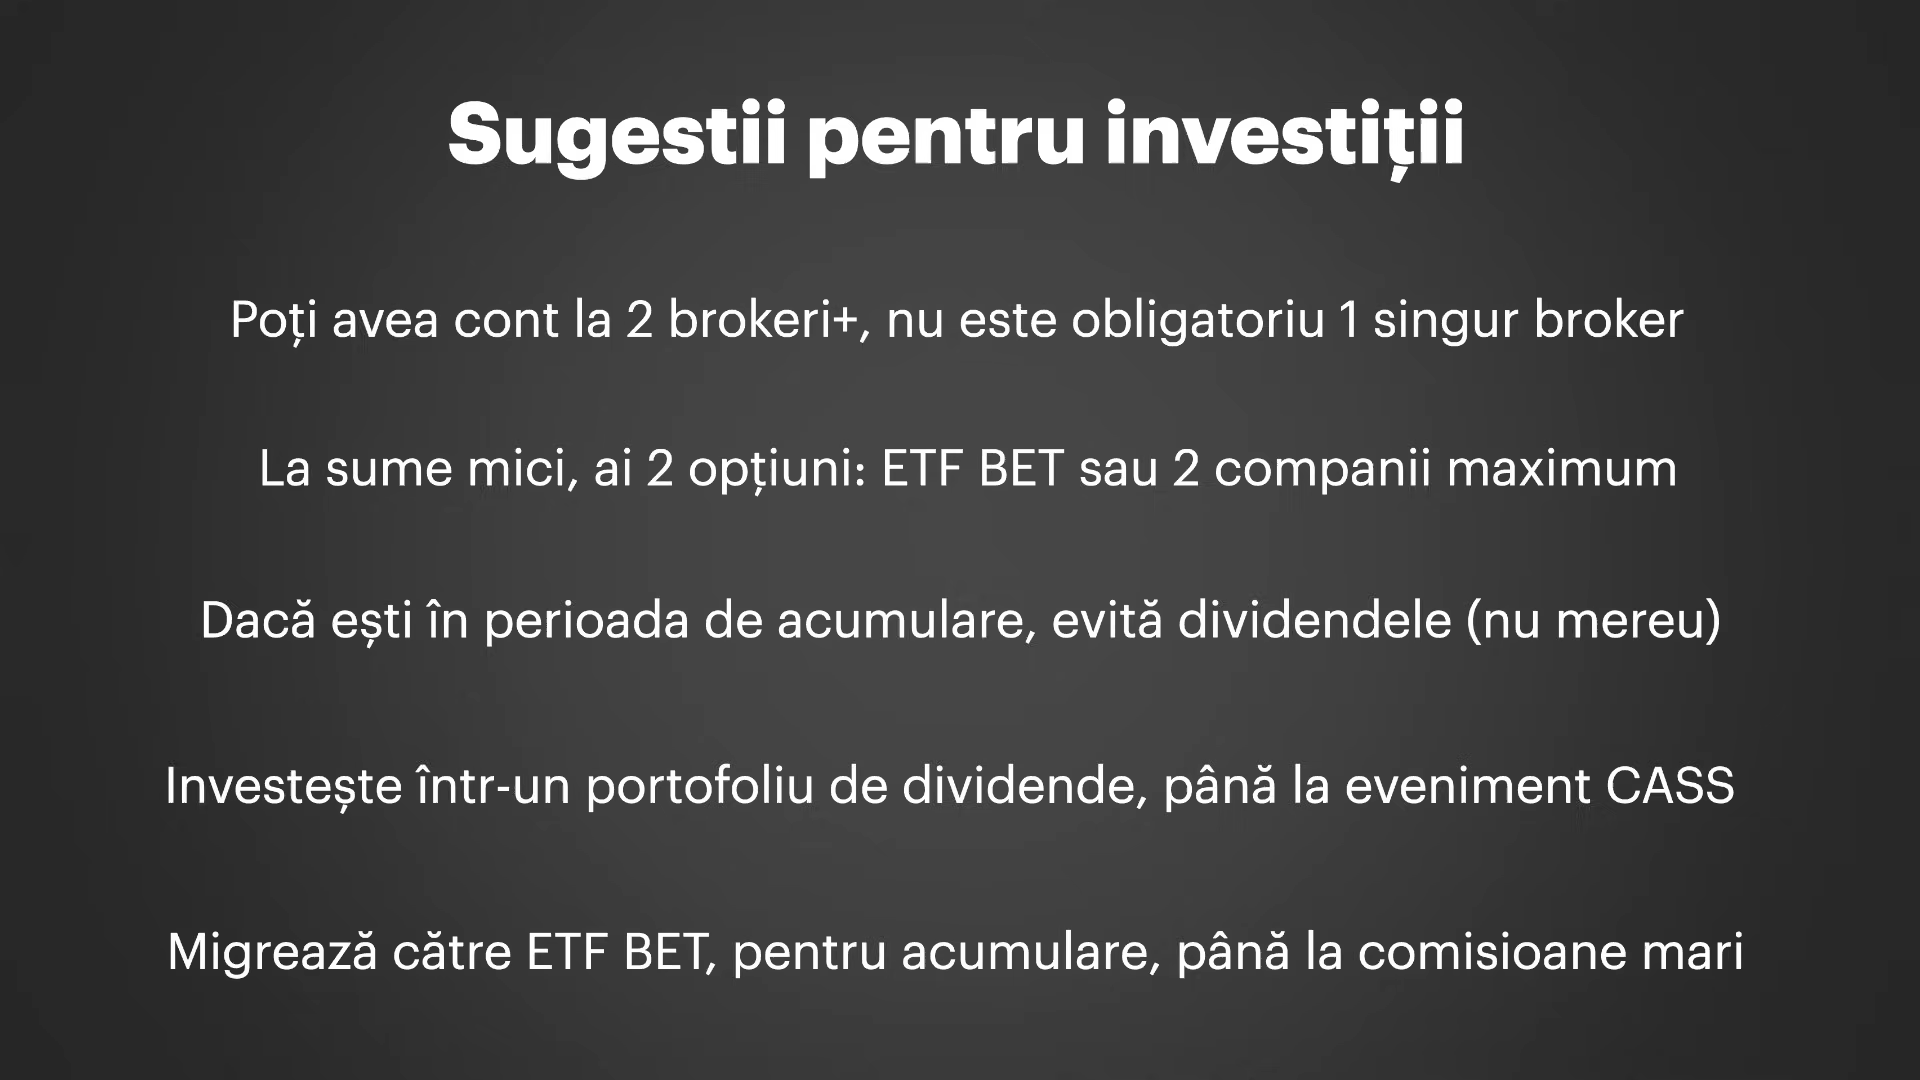 Sugestii pentru investiții
Poți avea cont la 2 brokeri+, nu este obligatoriu 1 singur broker
La sume mici, ai 2 opțiuni: ETF BET sau 2 companii maximum
Dacă ești în perioada de acumulare, evită dividendele (nu mereu)
Investește într-un portofoliu de dividende, până la eveniment CASS
Migrează către ETF BET, pentru acumulare, până la comisioane mari